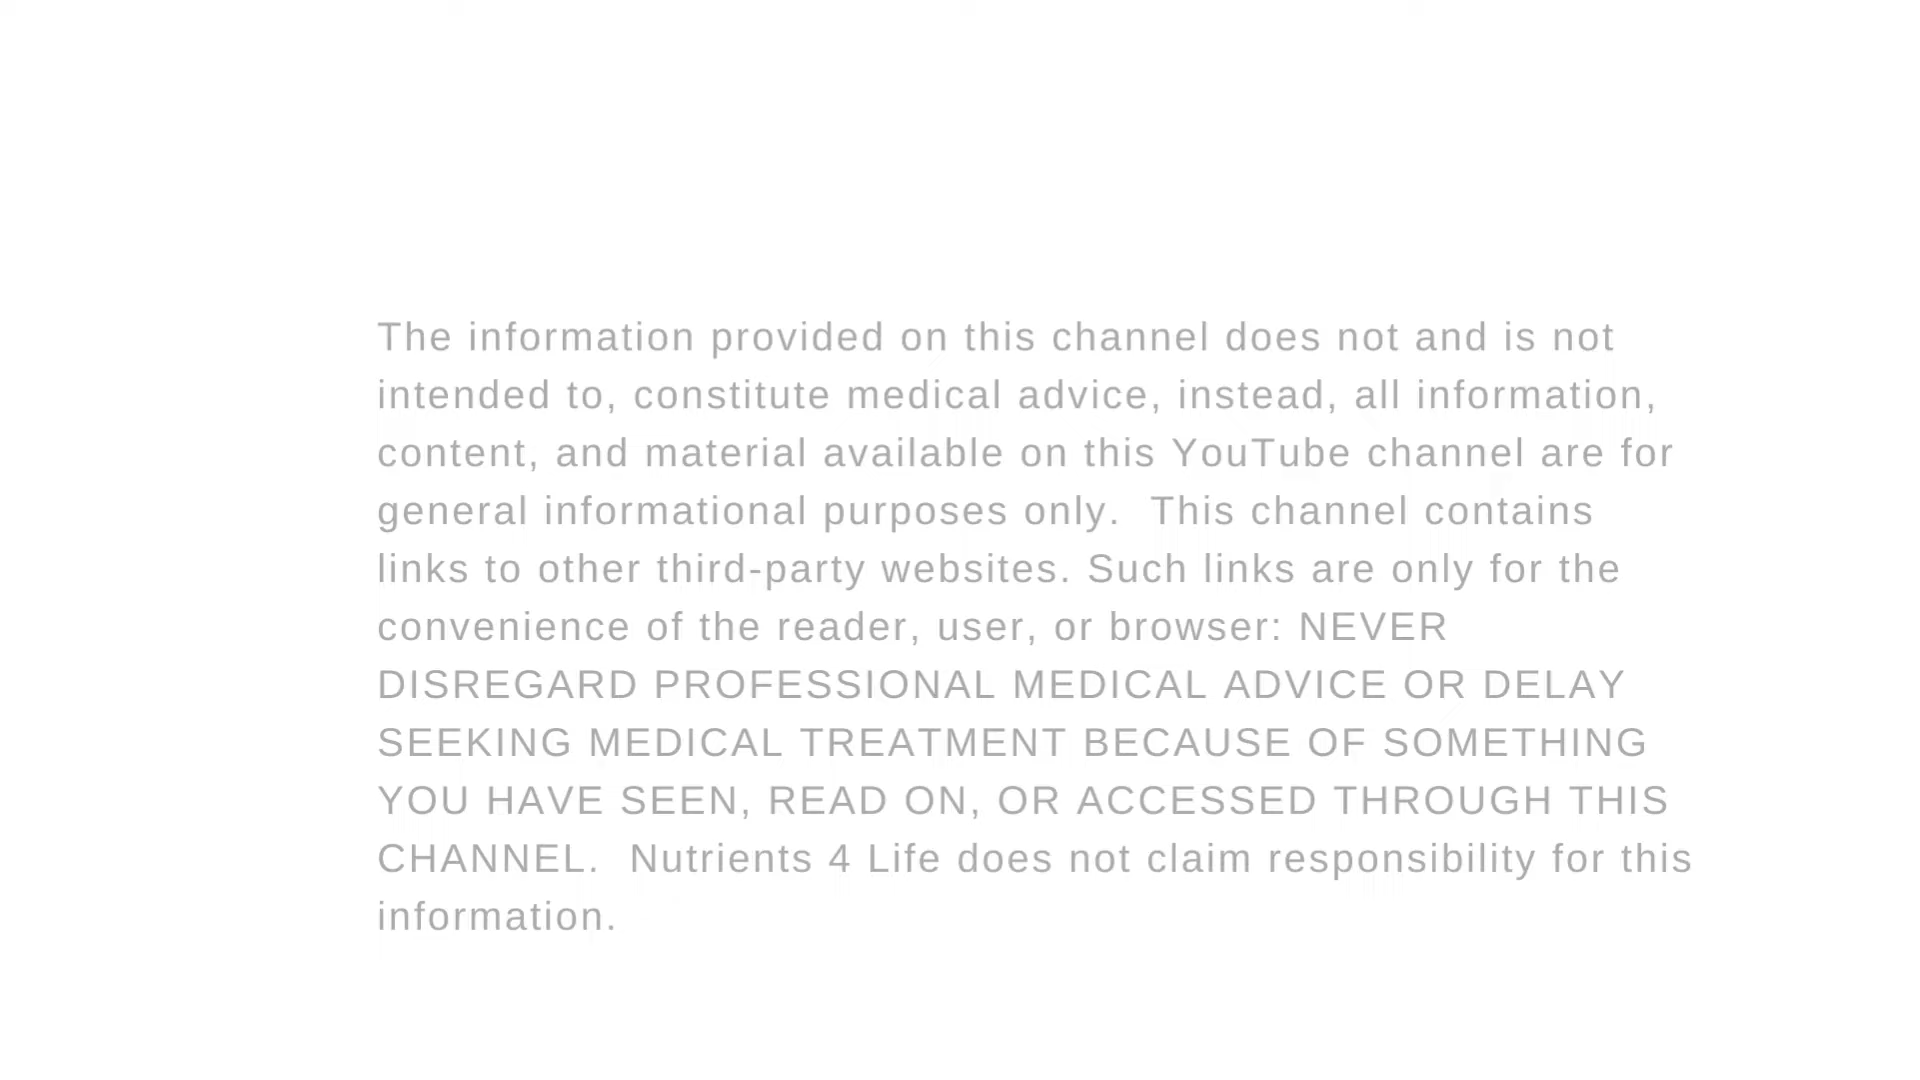 The information provided on this channel does not and is not
intended to, constitute medical advice, instead, all information,
content, and material available on this YouTube channel are for
general informational purposes only.  This channel contains
links to other third-party websites. Such links are only for the
convenience of the reader, user, or browser: NEVER
DISREGARD PROFESSIONAL MEDICAL ADVICE OR DELAY
SEEKING MEDICAL TREATMENT BECAUSE OF SOMETHING
YOU HAVE SEEN, READ ON, OR ACCESSED THROUGH THIS
CHANNEL.  Nutrients 4 Life does not claim responsibility for this
information.